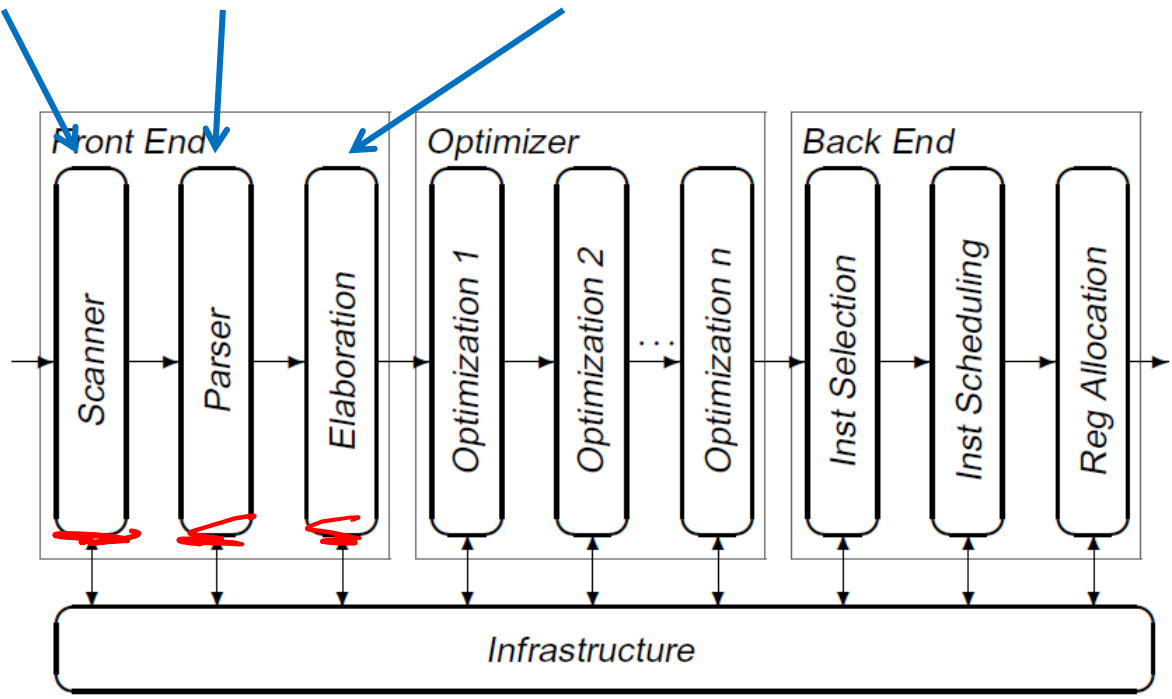 Front End
Optimizer
Back End
Scanner
Parser
Elaboration
Optimization 1
Optimization 2
...
Optimization n
Inst Selection
Inst Scheduling
Reg Allocation
Infrastructure